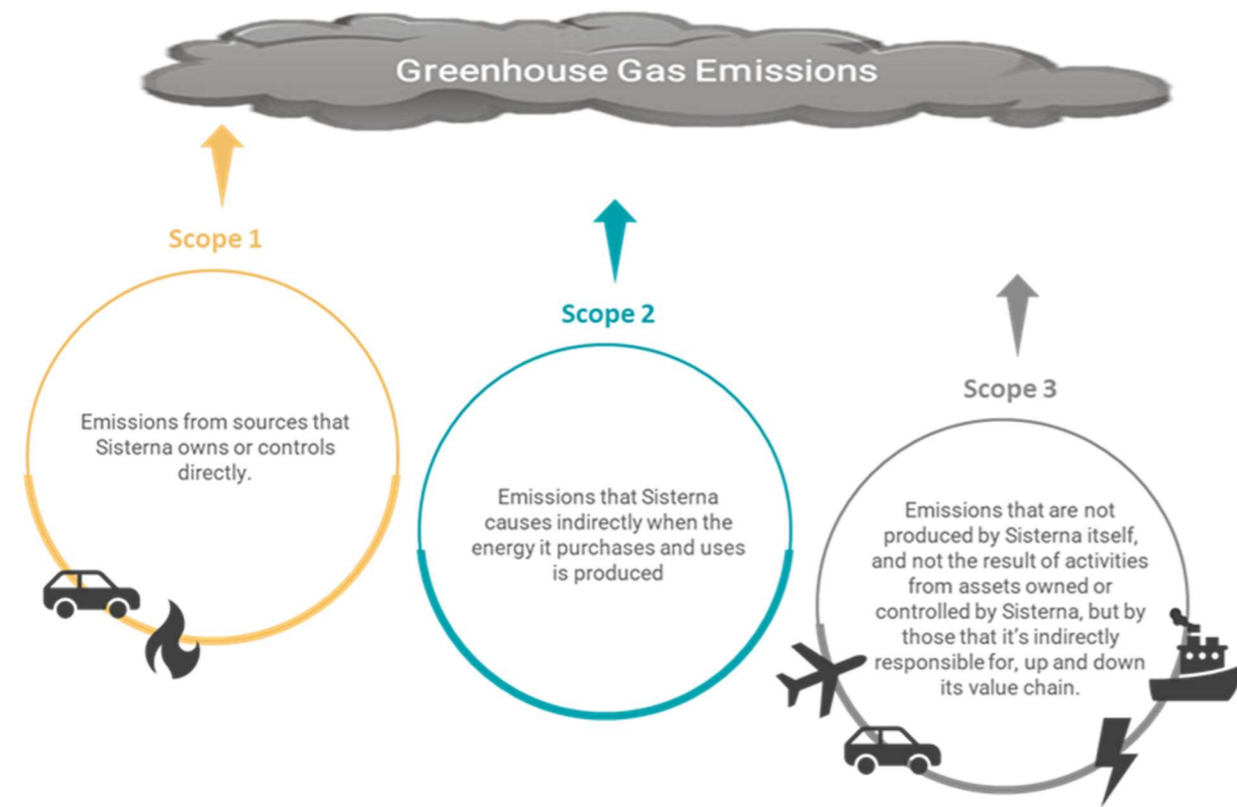 Greenhouse Gas Emissions
Scope 1
Emissions from sources that
Sisterna owns or controls
directly.
Scope 2
Emissions that Sisterna
causes indirectly when the
energy it purchases and uses
is produced
Scope 3
Emissions that are not
produced by Sisterna itself,
and not the result of activities
from assets owned or
controlled by Sisterna, but by
those that it’s indirectly
responsible for, up and down
its value chain.